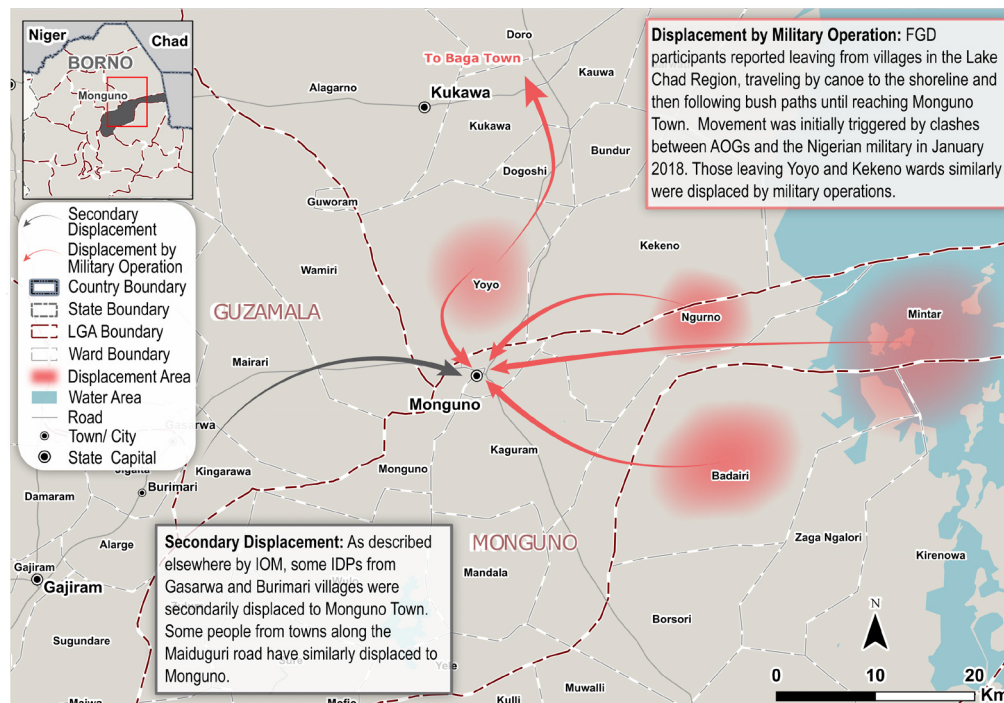 Niger
Chad
BORNO
Monguno
Doro
To Baga Town
Kauwa
Alagarno
Kukawa
Kukawa
Bundur
Dogoshi
Guworam
Kekeno
Wamiri
Yoyo
GUZAMALA
Ngurno
Mintar
Mairari
Monguno
Gasarwa
Kaguram
Badairi
Monguno
Kingarawa
Jigalta
Damaram
Burimari
MONGUNO
Zaga Ngalori
Alarge
Kirenowa
Gajiram
Gajiram
Mandala
Borsori
Sugundare
Yele
Muwalli
Kulli
Mofio
Displacement by Military Operation: FGD
participants reported leaving from villages in the Lake
Chad Region, traveling by canoe to the shoreline and
then following bush paths until reaching Monguno
Town. Movement was initially triggered by clashes
between AOGs and the Nigerian military in January
2018. Those leaving Yoyo and Kekeno wards similarly
were displaced by military operations.
Secondary
Displacement
Displacement by
Military Operation
Country Boundary
State Boundary
LGA Boundary
Ward Boundary
Displacement Area
Water Area
Road
Town/ City
State Capital
Secondary Displacement: As described
elsewhere by IOM, some IDPs from
Gasarwa and Burimari villages were
secondarily displaced to Monguno Town.
Some people from towns along the
Maiduguri road have similarly displaced to
Monguno.
N
0 10 20
Km